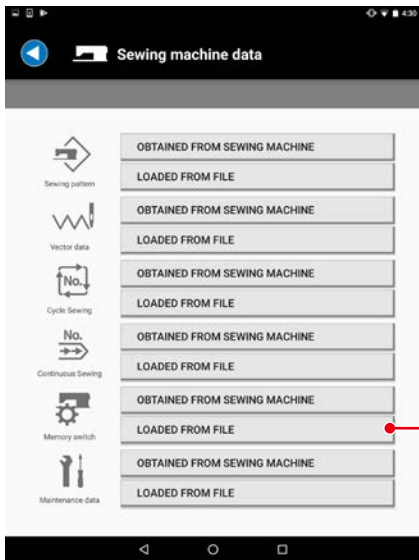 4:30
Sewing machine data
OBTAINED FROM SEWING MACHINE
LOADED FROM FILE
Sewing pattern
OBTAINED FROM SEWING MACHINE
LOADED FROM FILE
Vector data
No.
OBTAINED FROM SEWING MACHINE
LOADED FROM FILE
Cycle Sewing
No.
OBTAINED FROM SEWING MACHINE
LOADED FROM FILE
Continuous Sewing
OBTAINED FROM SEWING MACHINE
LOADED FROM FILE
Memory switch
OBTAINED FROM SEWING MACHINE
LOADED FROM FILE
Maintenance data